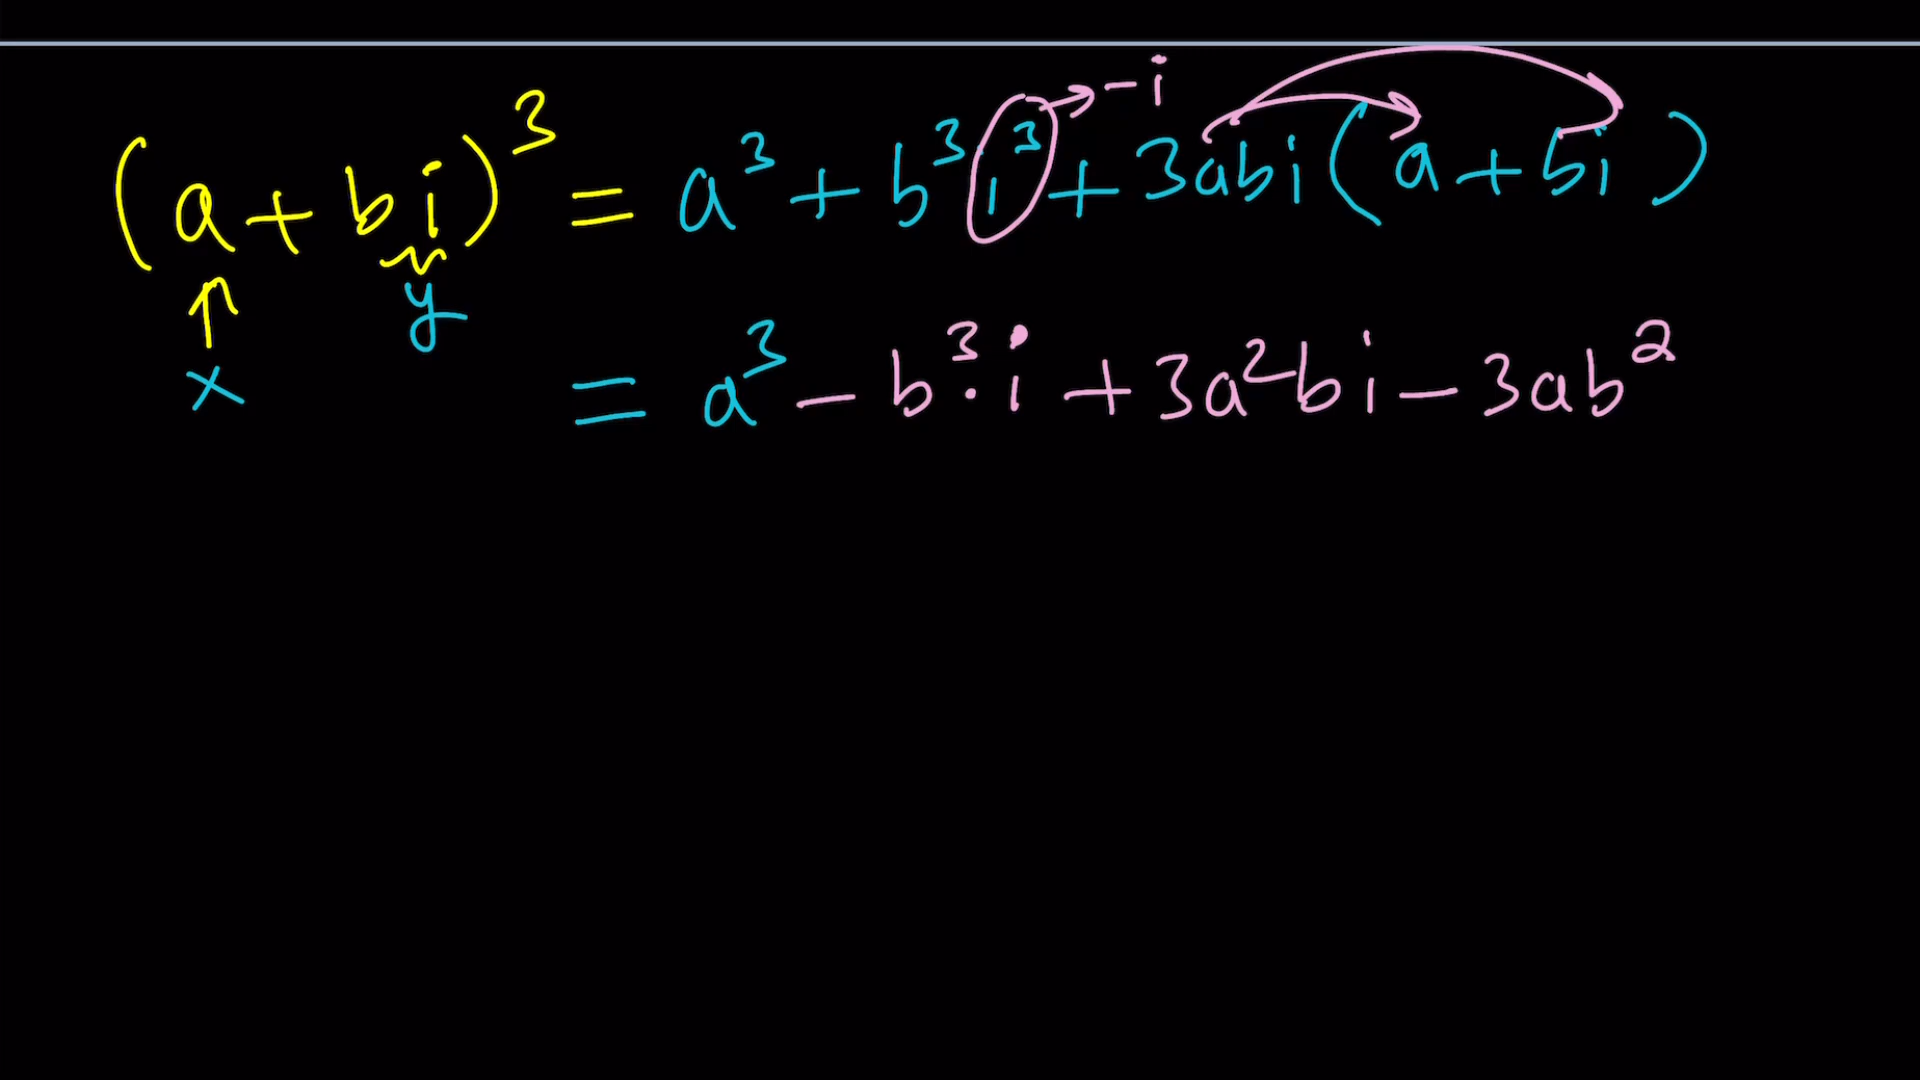 (a + bi)³ = a³ + b³i³ + 3abi(a + bi)
→ -i
↑
x
y
= a³ - b³·i + 3a²bi - 3ab²